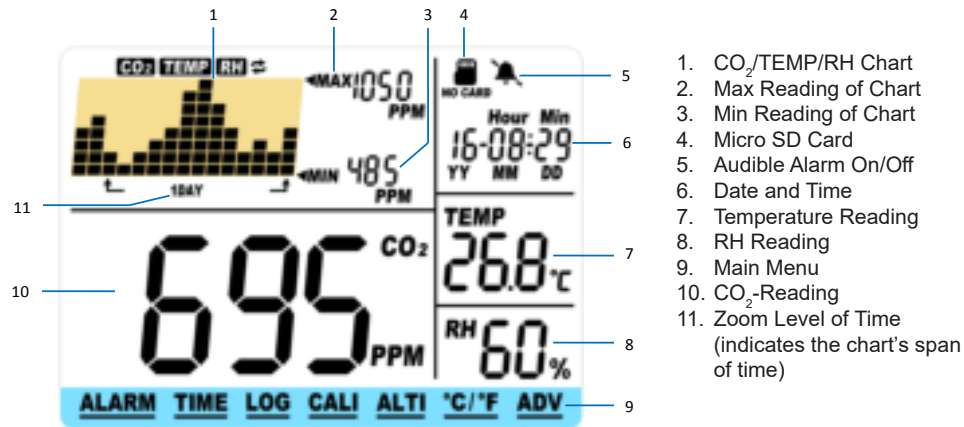 1
2
3
4
CO2 TEMP RH
MAX 1050
PPM
MIN 485
PPM
1DAY
NO CARD
5
Hour Min
16-08:29
YY MM DD
6
11
10
695
CO2
PPM
TEMP
26.8 °C
7
RH
60 %
8
ALARM TIME LOG CALI ALTI °C/°F ADV
9
1. CO2/TEMP/RH Chart
2. Max Reading of Chart
3. Min Reading of Chart
4. Micro SD Card
5. Audible Alarm On/Off
6. Date and Time
7. Temperature Reading
8. RH Reading
9. Main Menu
10. CO2-Reading
11. Zoom Level of Time
(indicates the chart's span
of time)